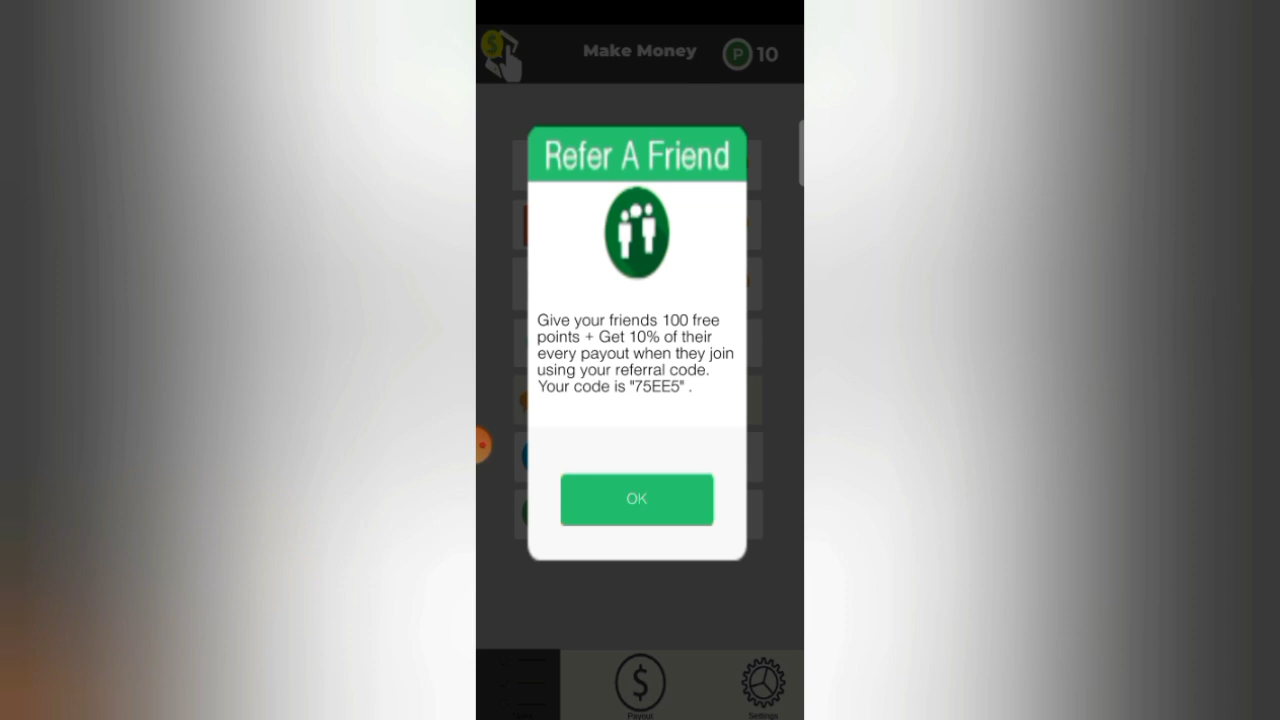 Make Money
P 10
Refer A Friend
Give your friends 100 free
points + Get 10% of their
every payout when they join
using your referral code.
Your code is "75EE5" .
OK
Payout
Settings